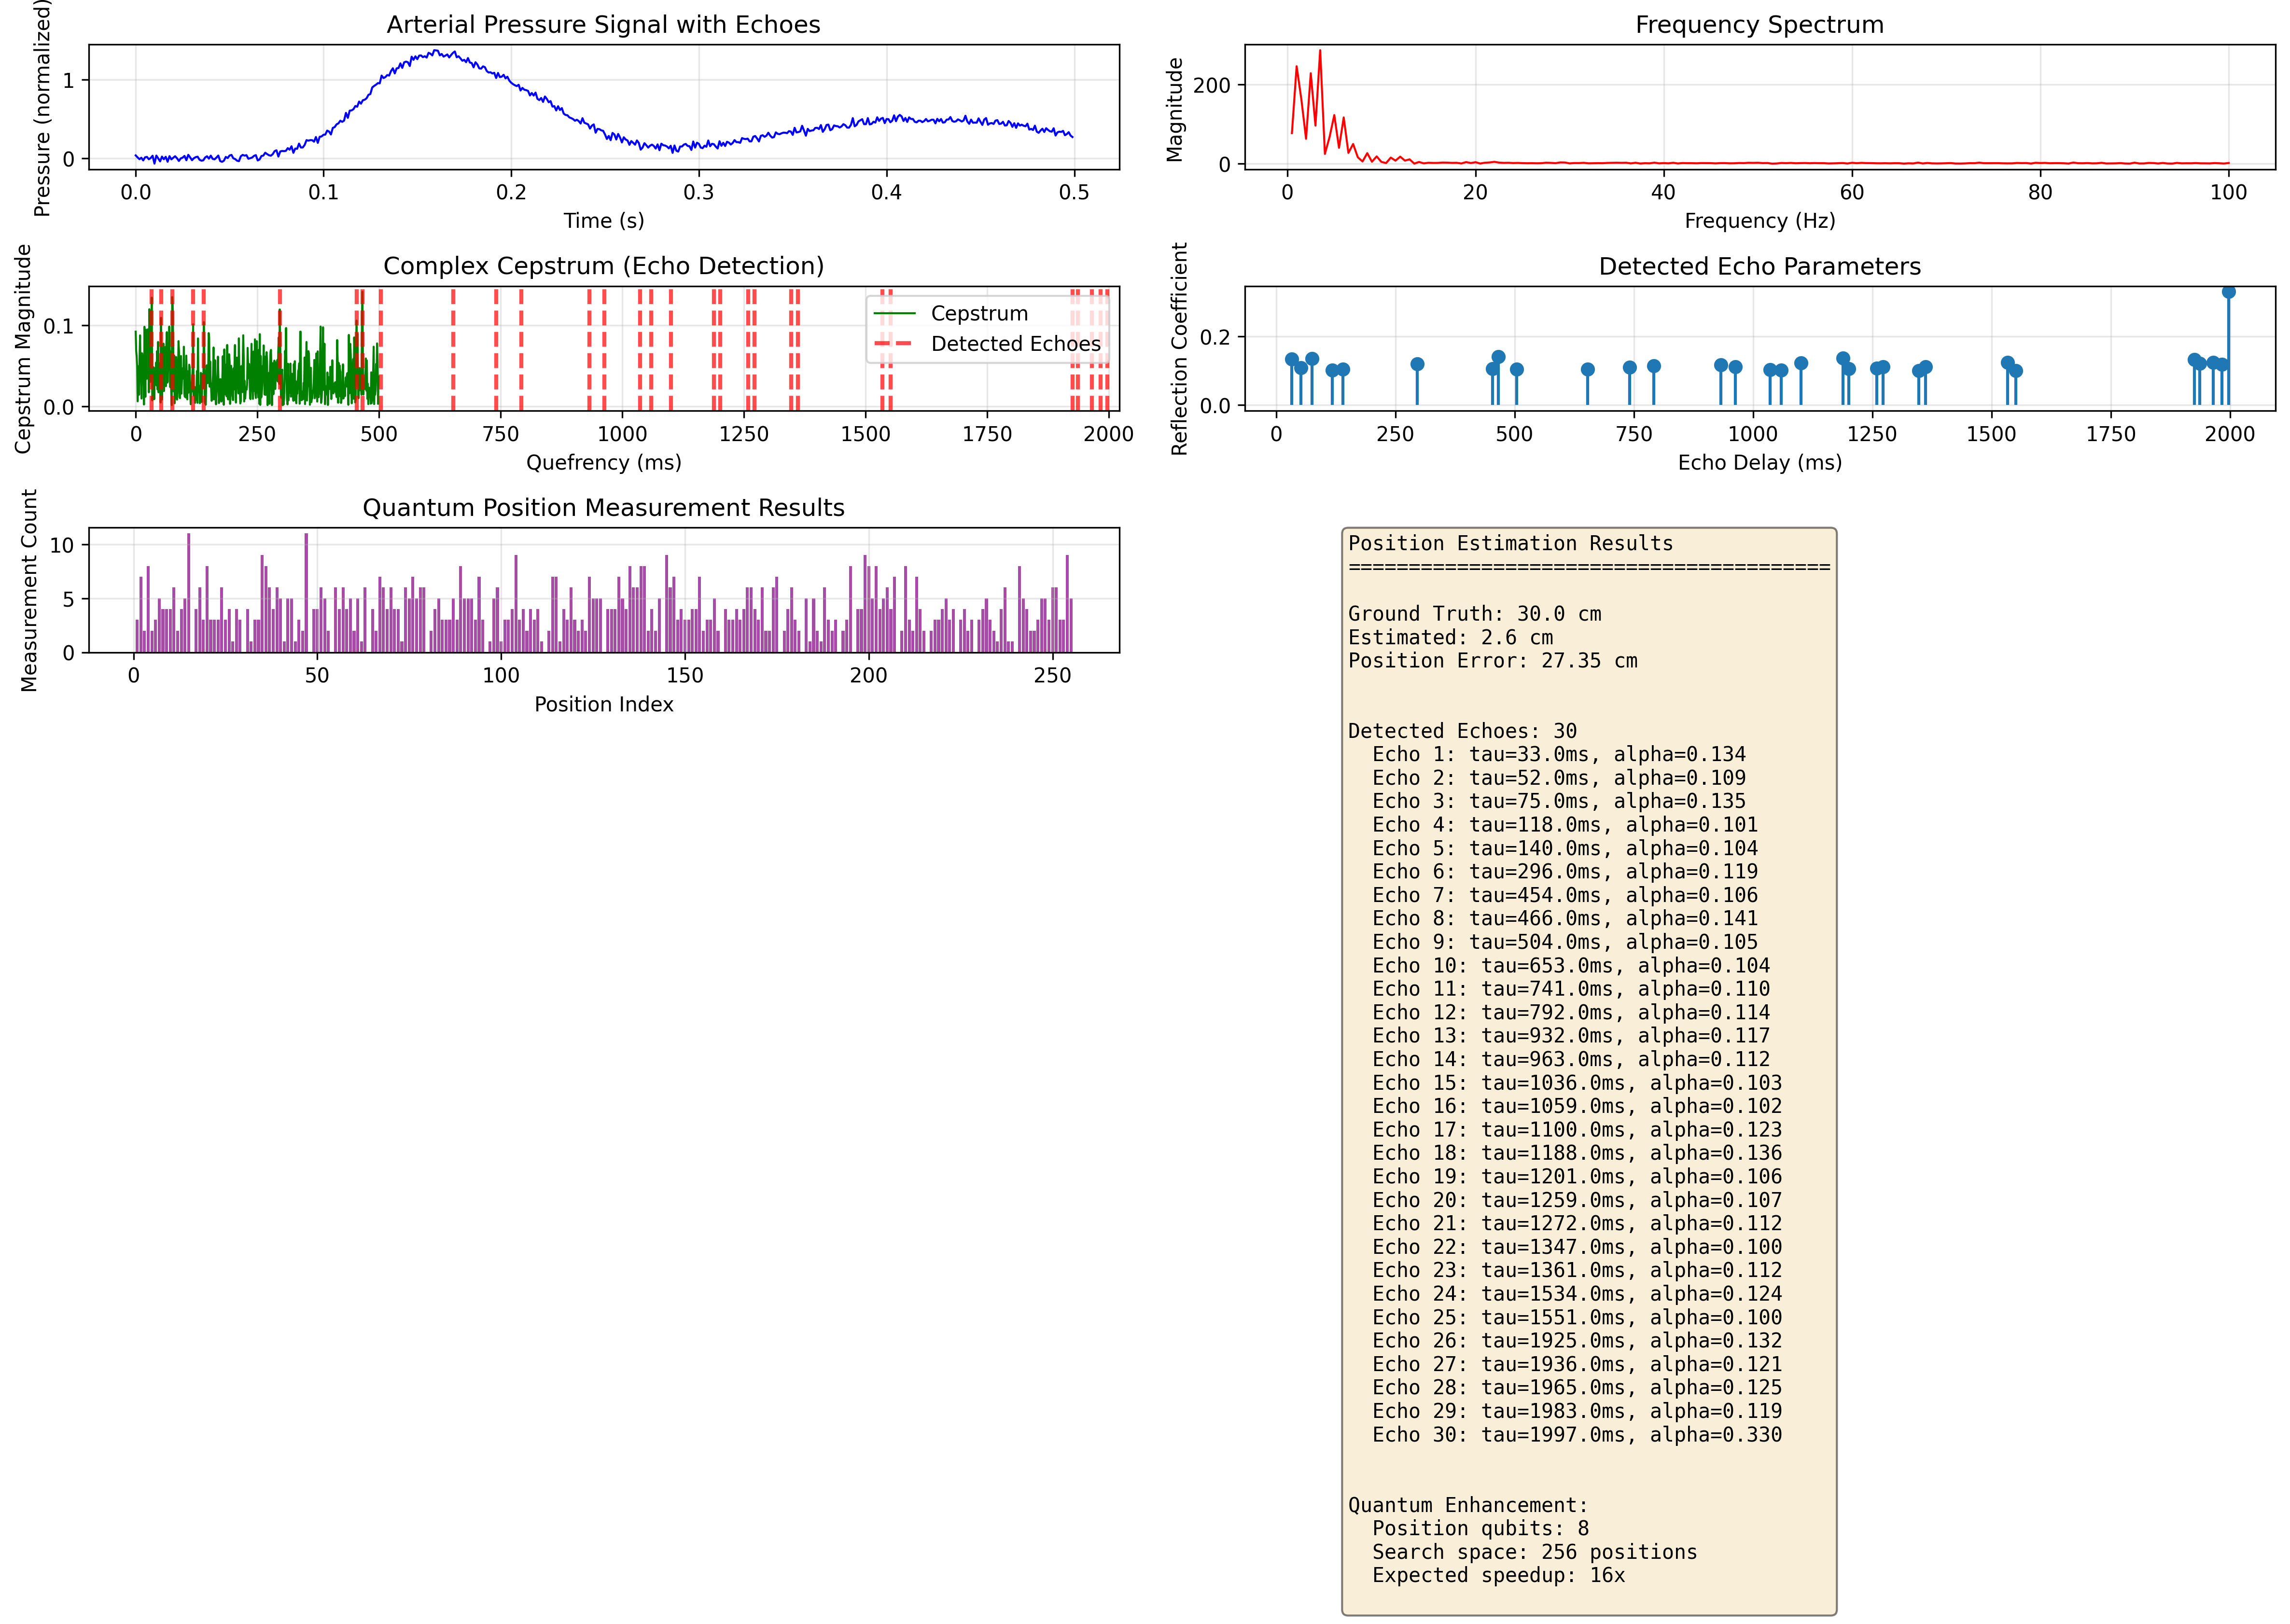 Arterial Pressure Signal with Echoes
Pressure (normalized)
1
0
0.0 0.1 0.2 0.3 0.4 0.5
Time (s)
Frequency Spectrum
Magnitude
200
0
0 20 40 60 80 100
Frequency (Hz)
Complex Cepstrum (Echo Detection)
Cepstrum Magnitude
0.1
0.0
Cepstrum
Detected Echoes
0 250 500 750 1000 1250 1500 1750 2000
Quefrency (ms)
Detected Echo Parameters
Reflection Coefficient
0.2
0.0
0 250 500 750 1000 1250 1500 1750 2000
Echo Delay (ms)
Quantum Position Measurement Results
Measurement Count
10
5
0
0 50 100 150 200 250
Position Index
Position Estimation Results
========================================
Ground Truth: 30.0 cm
Estimated: 2.6 cm
Position Error: 27.35 cm
Detected Echoes: 30
Echo 1: tau=33.0ms, alpha=0.134
Echo 2: tau=52.0ms, alpha=0.109
Echo 3: tau=75.0ms, alpha=0.135
Echo 4: tau=118.0ms, alpha=0.101
Echo 5: tau=140.0ms, alpha=0.104
Echo 6: tau=296.0ms, alpha=0.119
Echo 7: tau=454.0ms, alpha=0.106
Echo 8: tau=466.0ms, alpha=0.141
Echo 9: tau=504.0ms, alpha=0.105
Echo 10: tau=653.0ms, alpha=0.104
Echo 11: tau=741.0ms, alpha=0.110
Echo 12: tau=792.0ms, alpha=0.114
Echo 13: tau=932.0ms, alpha=0.117
Echo 14: tau=963.0ms, alpha=0.112
Echo 15: tau=1036.0ms, alpha=0.103
Echo 16: tau=1059.0ms, alpha=0.102
Echo 17: tau=1100.0ms, alpha=0.123
Echo 18: tau=1188.0ms, alpha=0.136
Echo 19: tau=1201.0ms, alpha=0.106
Echo 20: tau=1259.0ms, alpha=0.107
Echo 21: tau=1272.0ms, alpha=0.112
Echo 22: tau=1347.0ms, alpha=0.100
Echo 23: tau=1361.0ms, alpha=0.112
Echo 24: tau=1534.0ms, alpha=0.124
Echo 25: tau=1551.0ms, alpha=0.100
Echo 26: tau=1925.0ms, alpha=0.132
Echo 27: tau=1936.0ms, alpha=0.121
Echo 28: tau=1965.0ms, alpha=0.125
Echo 29: tau=1983.0ms, alpha=0.119
Echo 30: tau=1997.0ms, alpha=0.330
Quantum Enhancement:
Position qubits: 8
Search space: 256 positions
Expected speedup: 16x